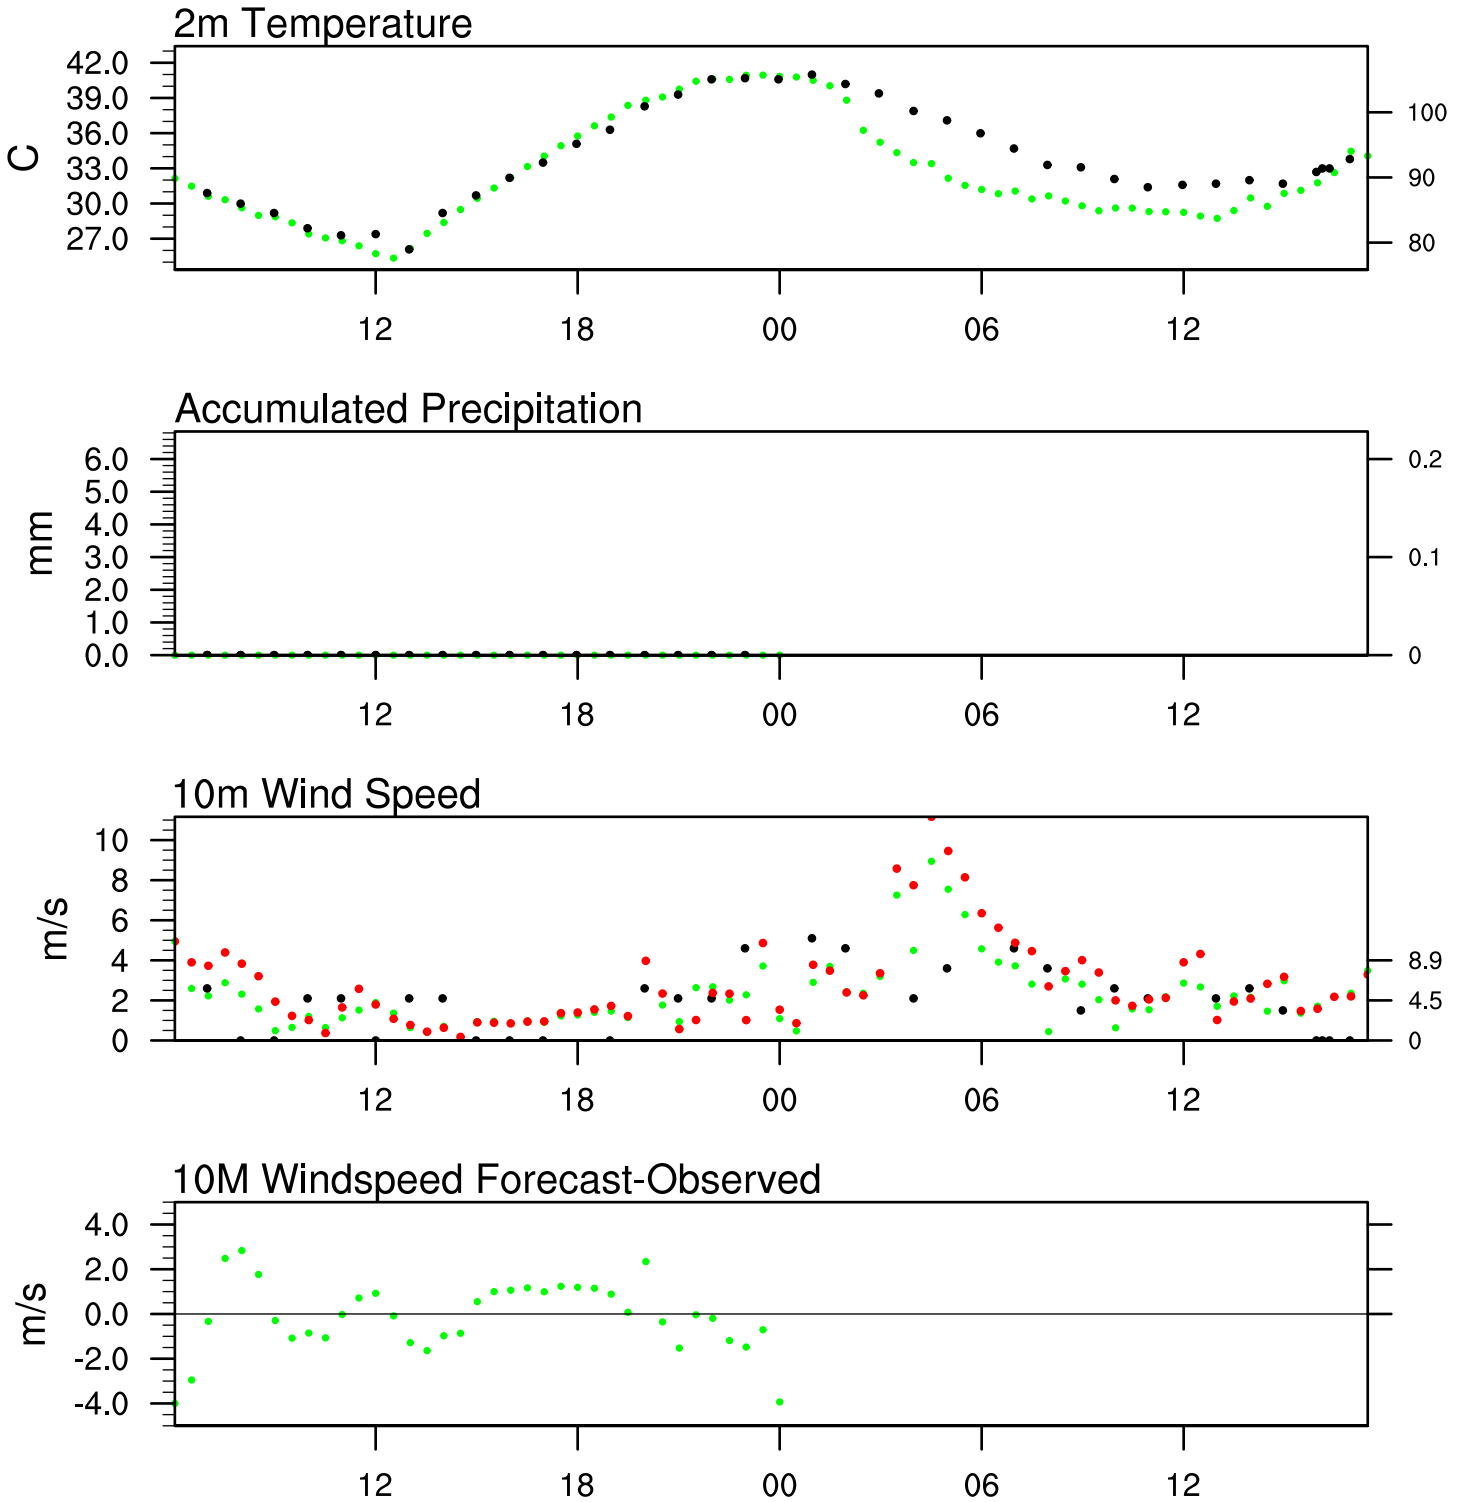 2m Temperature
42.0
39.0
36.0
33.0
30.0
27.0
C
100
90
80
12 18 00 06 12
Accumulated Precipitation
6.0
5.0
4.0
3.0
2.0
1.0
0.0
mm
0.2
0.1
0
12 18 00 06 12
10m Wind Speed
10
8
6
4
2
0
m/s
8.9
4.5
0
12 18 00 06 12
10M Windspeed Forecast-Observed
4.0
2.0
0.0
-2.0
-4.0
m/s
12 18 00 06 12